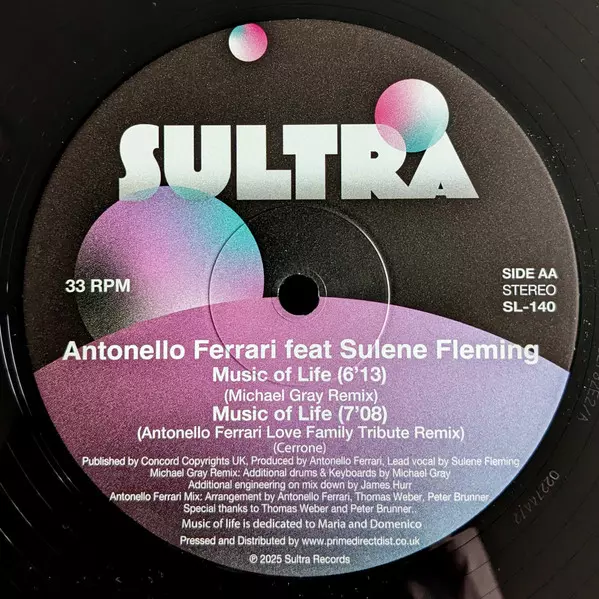 SULTRA
33 RPM
SIDE AA
STEREO
SL-140
Antonello Ferrari feat Sulene Fleming
Music of Life (6'13)
(Michael Gray Remix)
Music of Life (7'08)
(Antonello Ferrari Love Family Tribute Remix)
(Cerrone)
Published by Concord Copyrights UK, Produced by Antonello Ferrari, Lead vocal by Sulene Fleming
Michael Gray Remix: Additional drums & Keyboards by Michael Gray
Additional engineering on mix down by James Hurr
Antonello Ferrari Mix: Arrangement by Antonello Ferrari, Thomas Weber, Peter Brunner
Special thanks to Thomas Weber and Peter Brunner.
Music of life is dedicated to Maria and Domenico
Pressed and Distributed by www.primedirectdist.co.uk
℗ 2025 Sultra Records